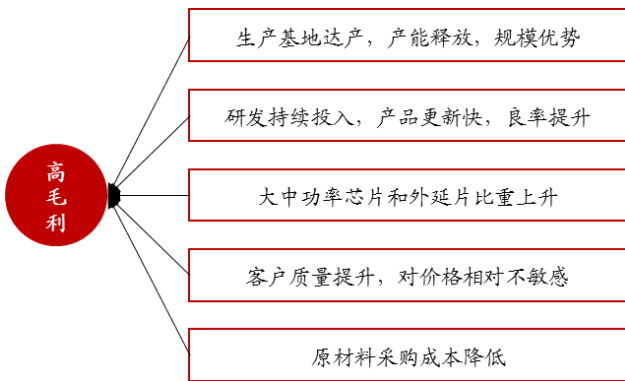 生产基地达产，产能释放，规模优势
研发持续投入，产品更新快，良率提升
高毛利
大中功率芯片和外延片比重上升
客户质量提升，对价格相对不敏感
原材料采购成本降低